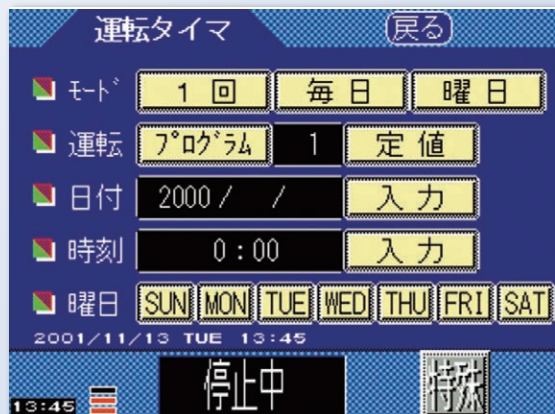 運転タイマ 戻る
モード 1回 毎日 曜日
運転 プログラム 1 定値
日付 2000/ / 入力
時刻 0:00 入力
曜日 SUN MON TUE WED THU FRI SAT
2001/11/13 TUE 13:45
13:45 停止中 特殊